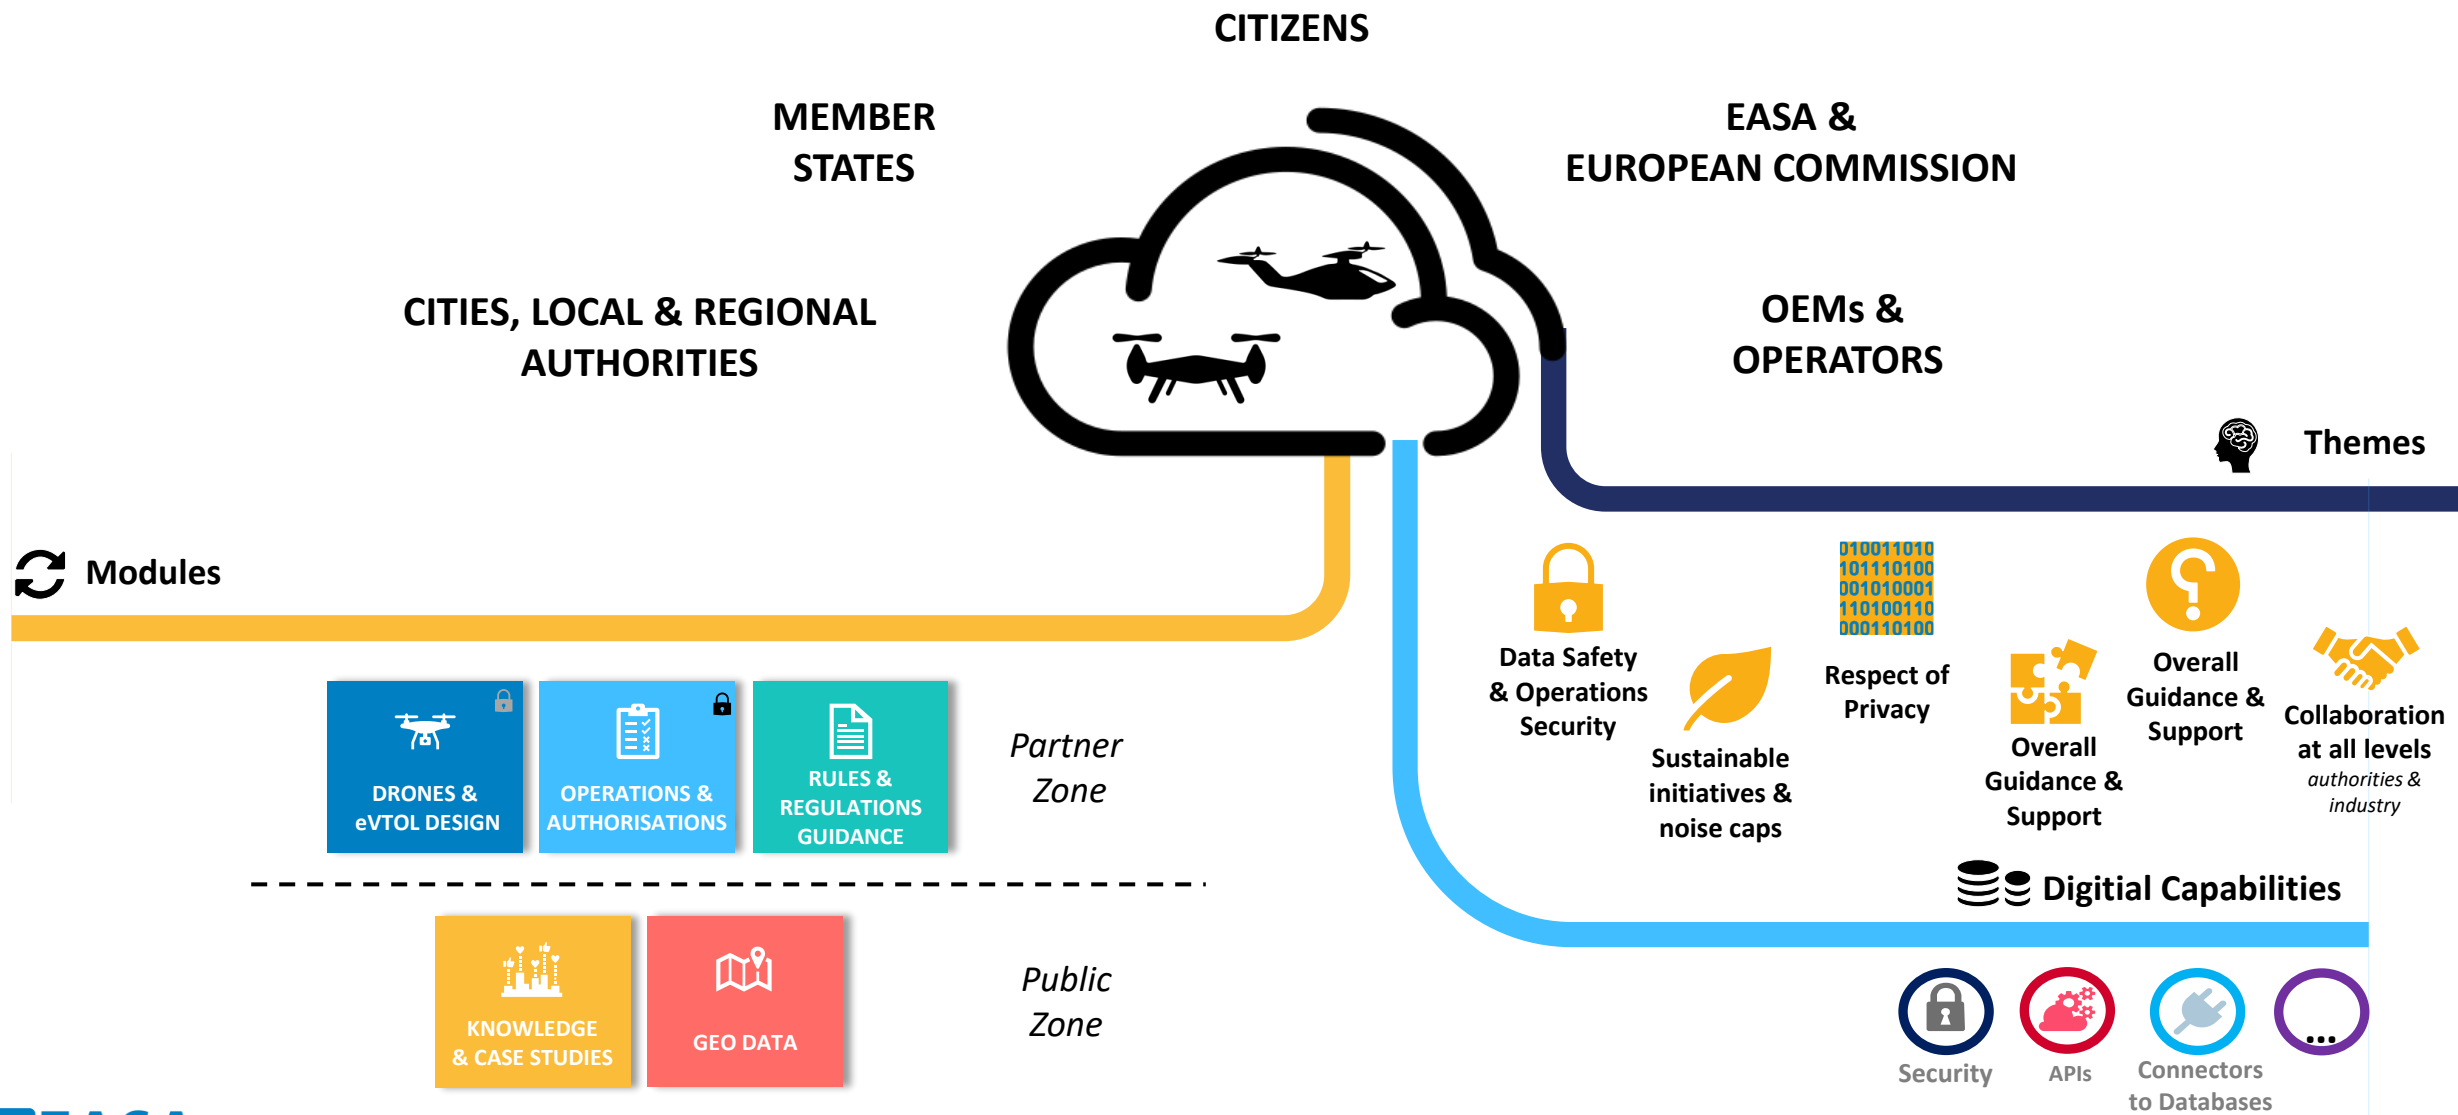 CITIZENS
MEMBER
STATES
EASA &
EUROPEAN COMMISSION
CITIES, LOCAL & REGIONAL
AUTHORITIES
OEMs &
OPERATORS
Themes
Modules
010011010
101110100
001010001
110100110
000110100
Data Safety
& Operations
Security
Sustainable
initiatives &
noise caps
Respect of
Privacy
Overall
Guidance &
Support
Overall
Guidance &
Support
Collaboration
at all levels
authorities &
industry
DRONES &
eVTOL DESIGN
OPERATIONS &
AUTHORISATIONS
RULES &
REGULATIONS
GUIDANCE
Partner
Zone
Digitial Capabilities
KNOWLEDGE
& CASE STUDIES
GEO DATA
Public
Zone
Security
APIs
Connectors
to Databases
...